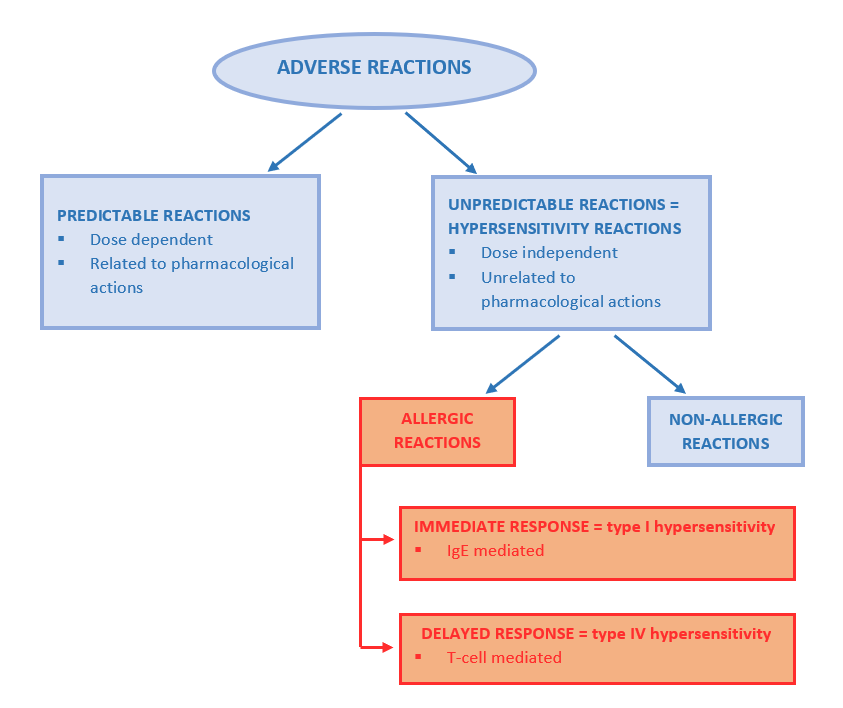 ADVERSE REACTIONS
PREDICTABLE REACTIONS
▪ Dose dependent
▪ Related to pharmacological
actions
UNPREDICTABLE REACTIONS =
HYPERSENSITIVITY REACTIONS
▪ Dose independent
▪ Unrelated to
pharmacological actions
ALLERGIC
REACTIONS
NON-ALLERGIC
REACTIONS
IMMEDIATE RESPONSE = type I hypersensitivity
▪ IgE mediated
DELAYED RESPONSE = type IV hypersensitivity
▪ T-cell mediated